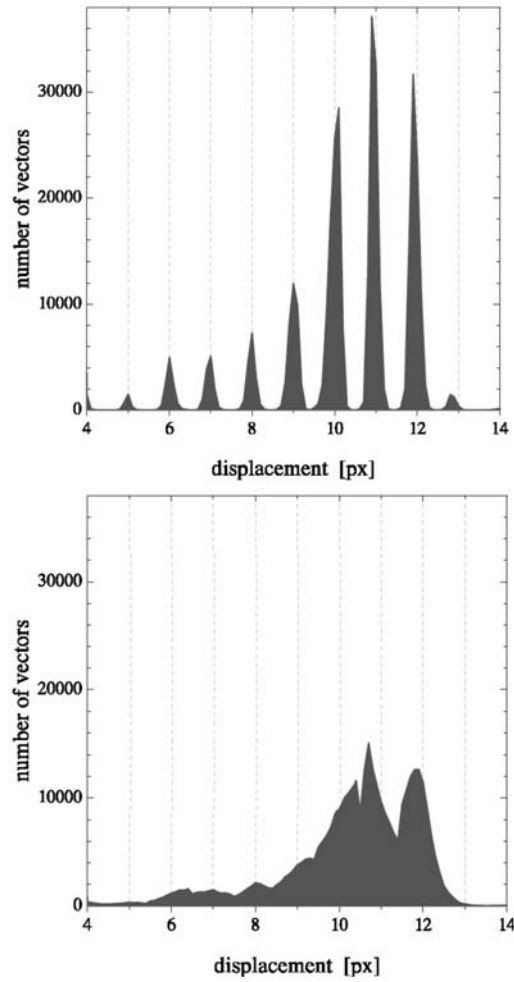 number of vectors
30000
20000
10000
0
4 6 8 10 12 14
displacement [px]
number of vectors
30000
20000
10000
0
4 6 8 10 12 14
displacement [px]